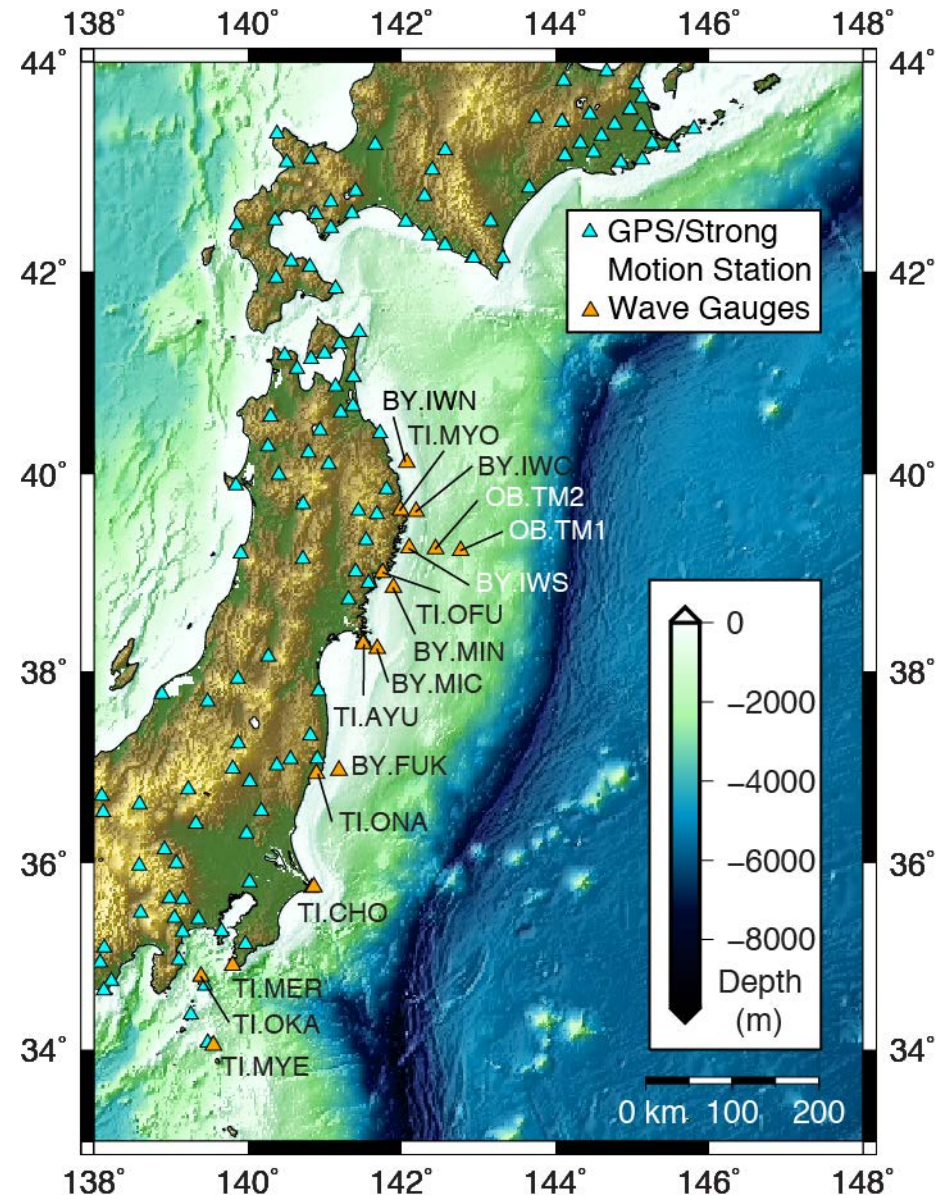 138˚ 140˚ 142˚ 144˚ 146˚ 148˚
44˚ 44˚
GPS/Strong
Motion Station
Wave Gauges
42˚ 42˚
BY.IWN
TI.MYO
BY.IWC
40˚ 40˚
OB.TM2
OB.TM1
BY.IWS
TI.OFU
BY.MIN
BY.MIC
38˚ 38˚
TI.AYU
BY.FUK
TI.ONA
0
−2000
−4000
−6000
−8000
Depth
(m)
36˚ 36˚
TI.CHO
TI.MER
TI.OKA
TI.MYE
34˚ 34˚
0 km 100 200
138˚ 140˚ 142˚ 144˚ 146˚ 148˚